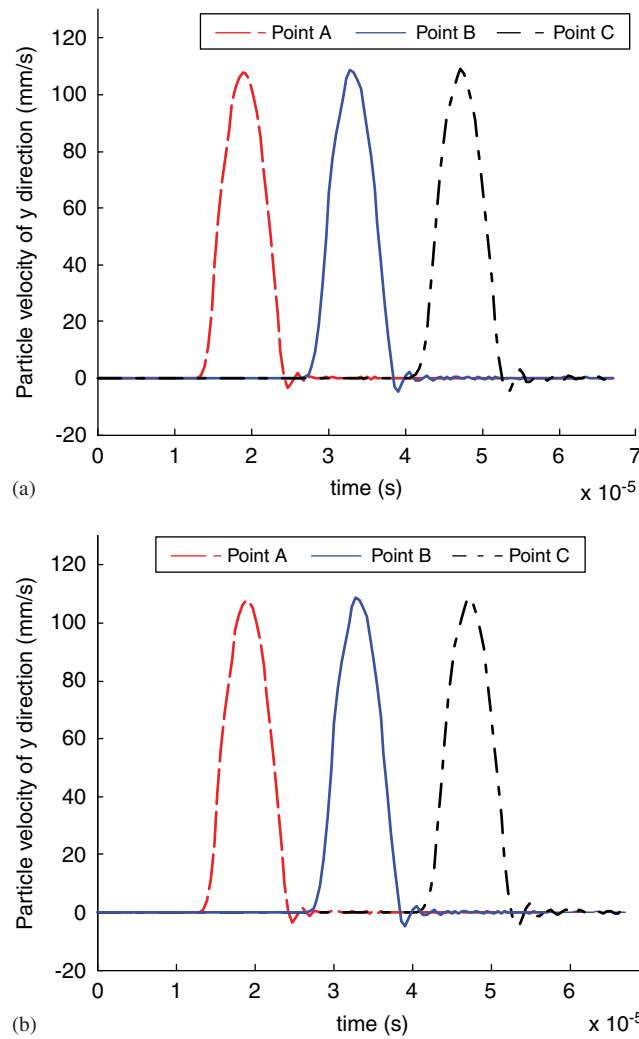 120
100
80
60
40
20
0
-20
Particle velocity of y direction (mm/s)
Point A Point B Point C
0 1 2 3 4 5 6 7
time (s)
x 10⁻⁵
(a)
120
100
80
60
40
20
0
-20
Particle velocity of y direction (mm/s)
Point A Point B Point C
0 1 2 3 4 5 6
time (s)
x 10⁻⁵
(b)